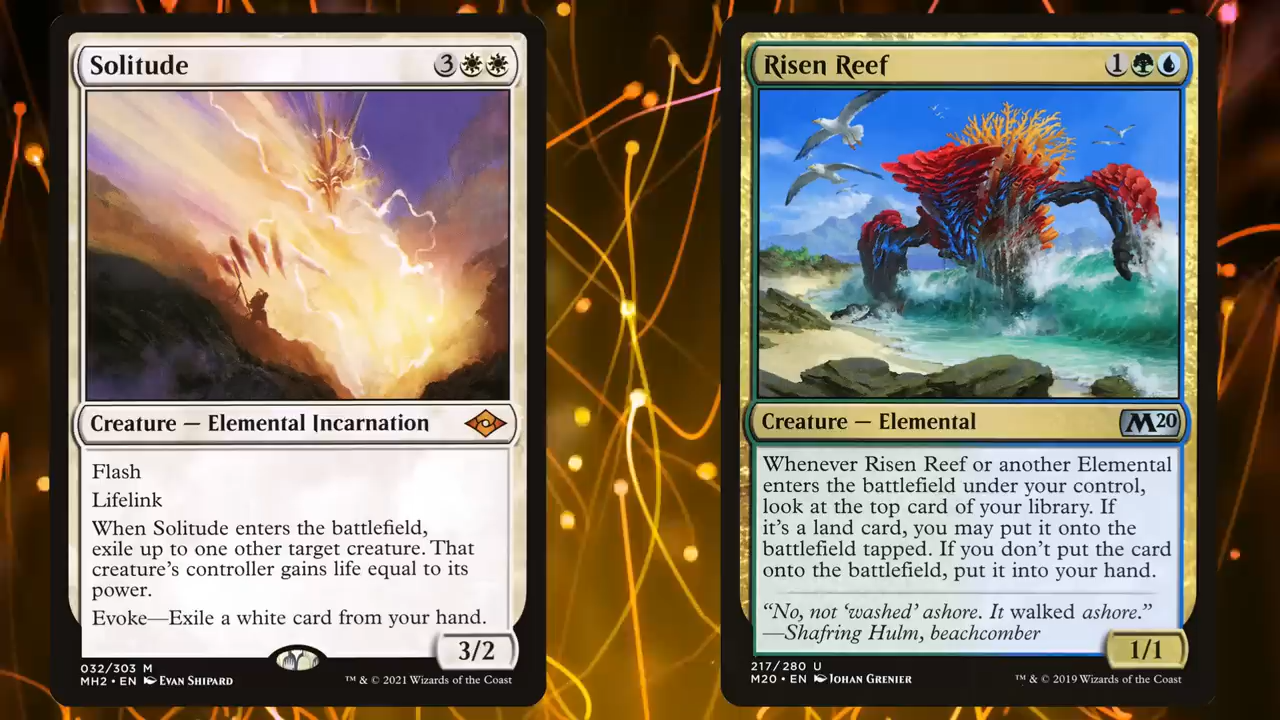 Solitude
3
Creature — Elemental Incarnation
Flash
Lifelink
When Solitude enters the battlefield,
exile up to one other target creature. That
creature's controller gains life equal to its
power.
Evoke—Exile a white card from your hand.
3/2
032/303 M
MH2 • EN Evan Shipard
™ & © 2021 Wizards of the Coast
Risen Reef
1
Creature — Elemental
M20
Whenever Risen Reef or another Elemental
enters the battlefield under your control,
look at the top card of your library. If
it's a land card, you may put it onto the
battlefield tapped. If you don't put the card
onto the battlefield, put it into your hand.
“No, not ‘washed’ ashore. It walked ashore.”
—Shafring Hulm, beachcomber
1/1
217/280 U
M20 • EN Johan Grenier
™ & © 2019 Wizards of the Coast